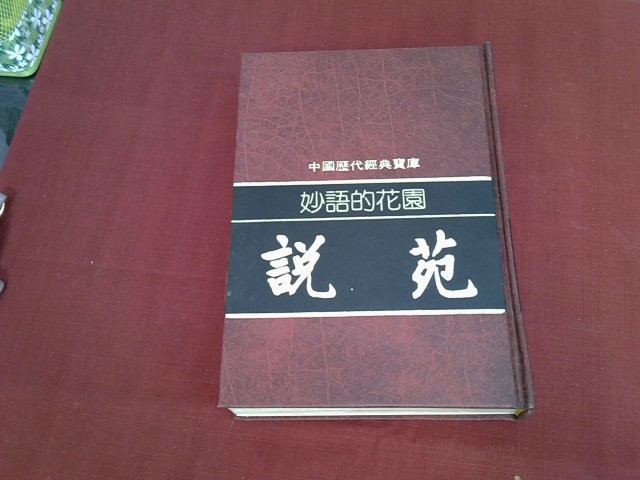 中國歷代經典寶庫
妙語的花園
說苑